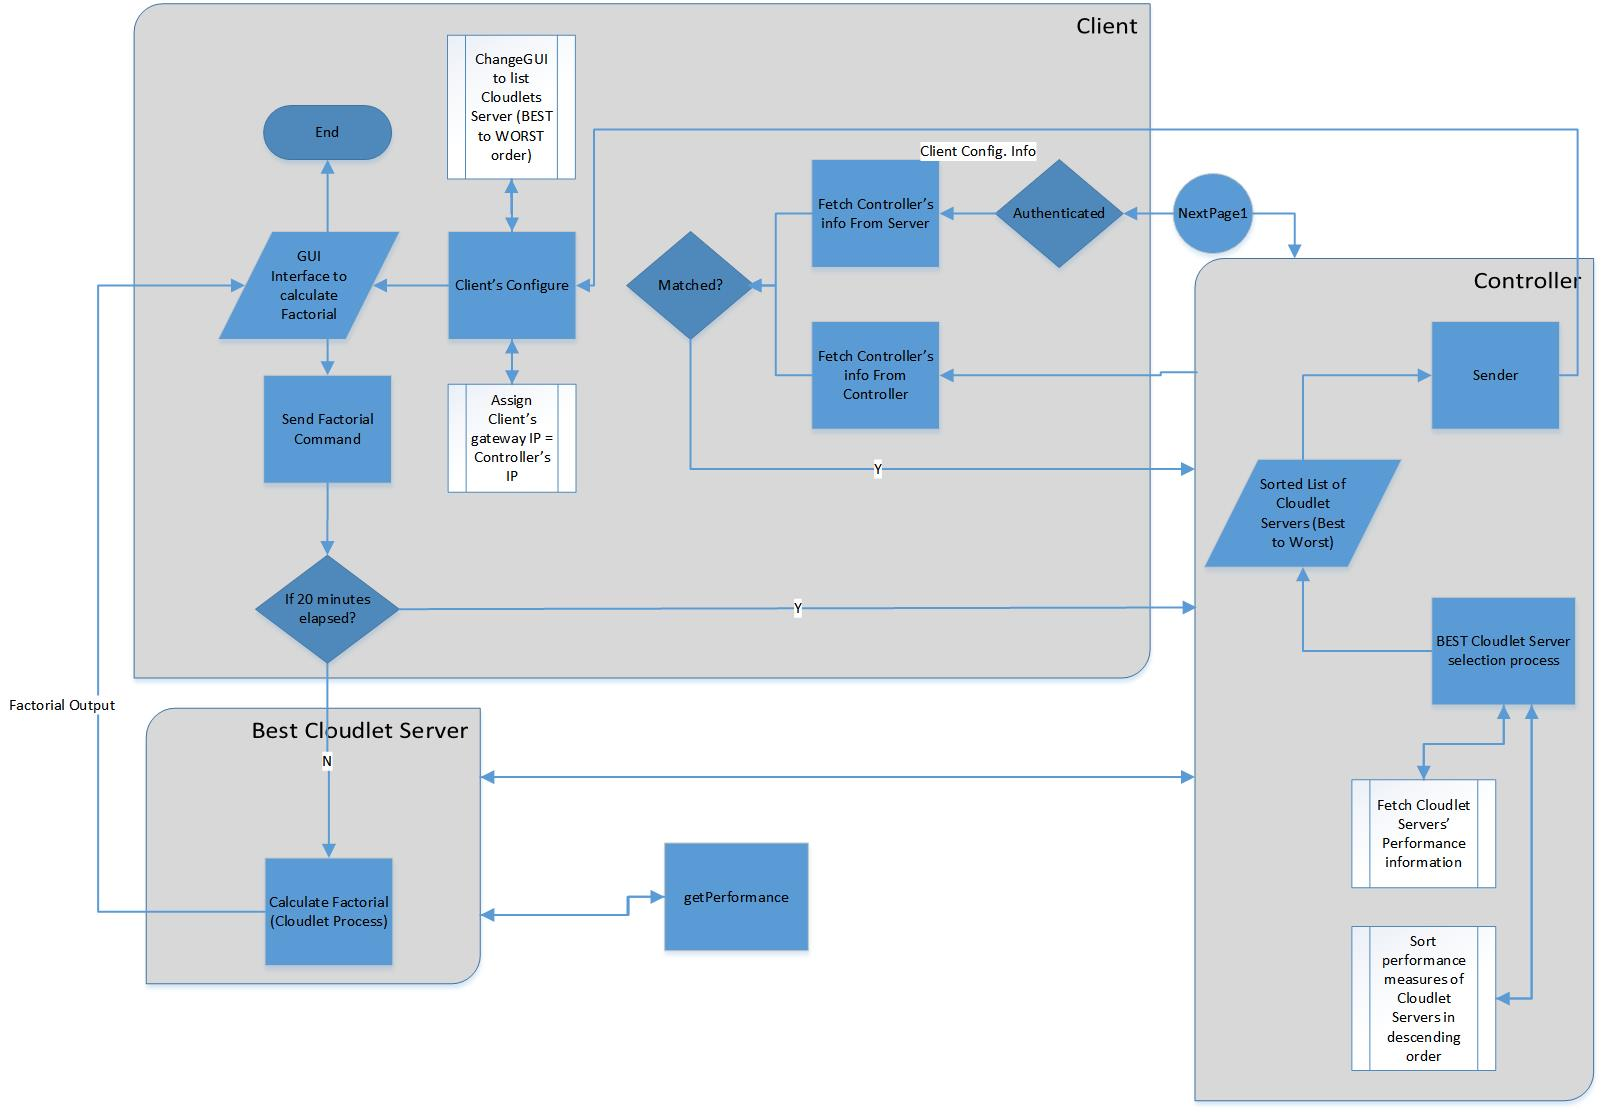 Client
ChangeGUI
to list
Cloudlets
Server (BEST
to WORST
order)
End
Client Config. Info
Fetch Controller's
info From Server
Authenticated
NextPage1
GUI
Interface to
calculate
Factorial
Client's Configure
Matched?
Controller
Fetch Controller's
info From
Controller
Sender
Send Factorial
Command
Assign
Client's
gateway IP =
Controller's
IP
Y
Sorted List of
Cloudlet
Servers (Best
to Worst)
If 20 minutes
elapsed?
Y
BEST Cloudlet Server
selection process
Factorial Output
Best Cloudlet Server
N
Fetch Cloudlet
Servers'
Performance
information
Calculate Factorial
(Cloudlet Process)
getPerformance
Sort
performance
measures of
Cloudlet
Servers in
descending
order